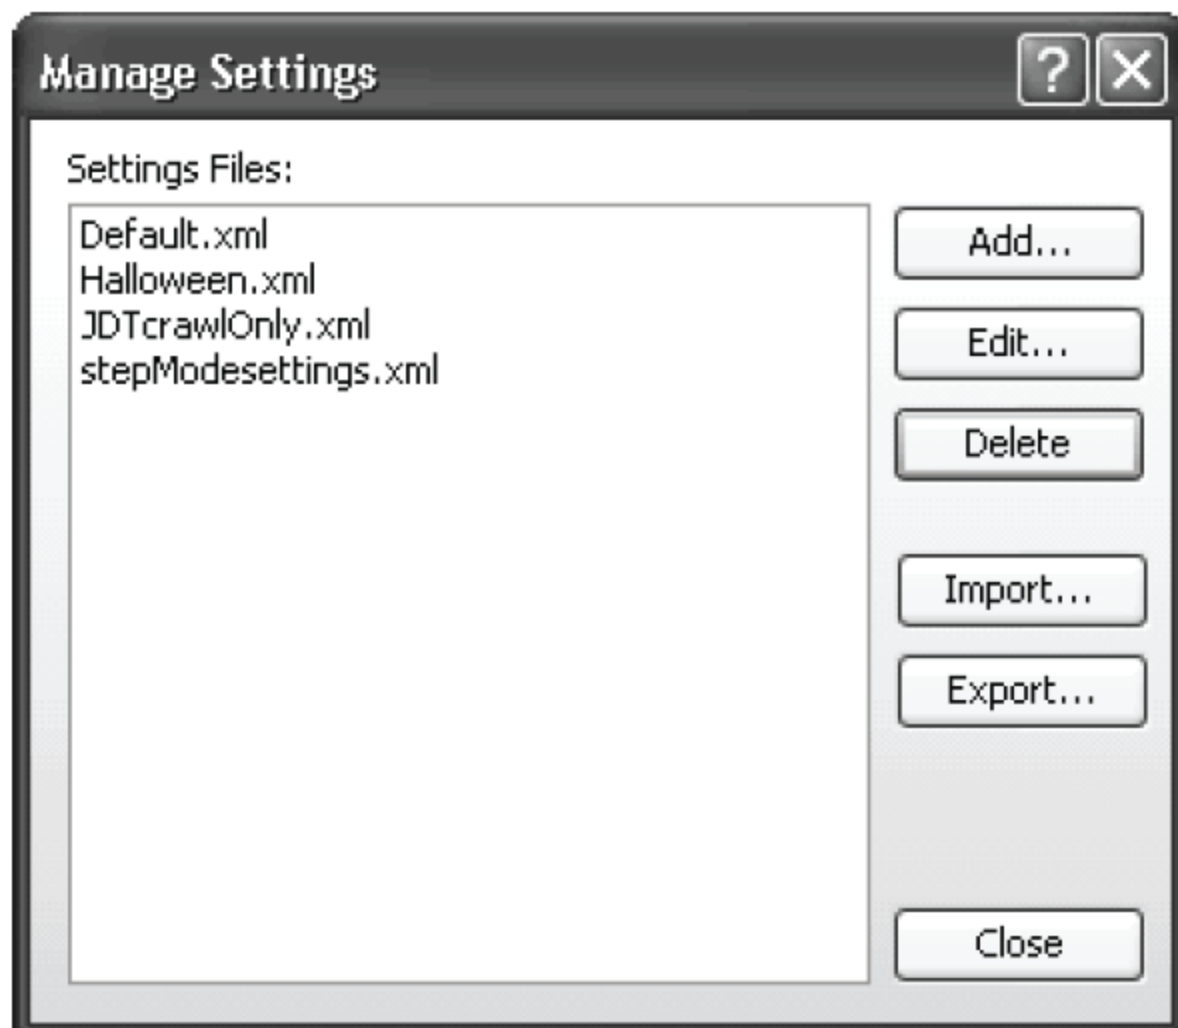 Manage Settings
?
Settings Files:
Default.xml
Halloween.xml
JDTcrawlOnly.xml
stepModesettings.xml
Add...
Edit...
Delete
Import...
Export...
Close